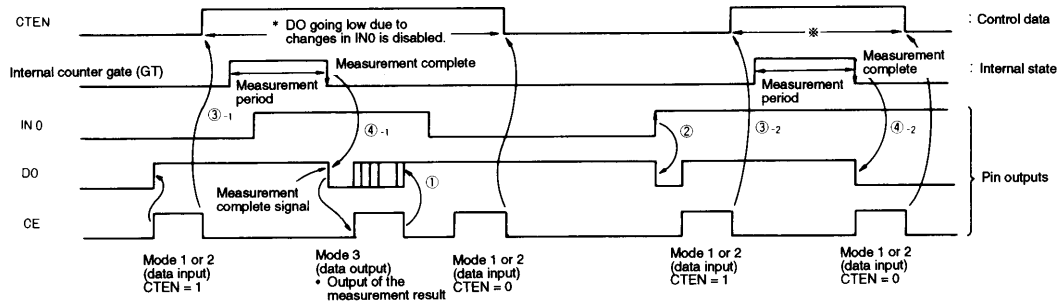 CTEN
* DO going low due to
changes in IN0 is disabled.
※
: Control data
Internal counter gate (GT)
Measurement complete
Measurement
period
Measurement
complete
Measurement
period
: Internal state
③-1
④-1
②
③-2
④-2
IN 0
DO
Measurement
complete signal
①
Pin outputs
CE
Mode 1 or 2
(data input)
CTEN = 1
Mode 3
(data output)
• Output of the
measurement result
Mode 1 or 2
(data input)
CTEN = 0
Mode 1 or 2
(data input)
CTEN = 1
Mode 1 or 2
(data input)
CTEN = 0